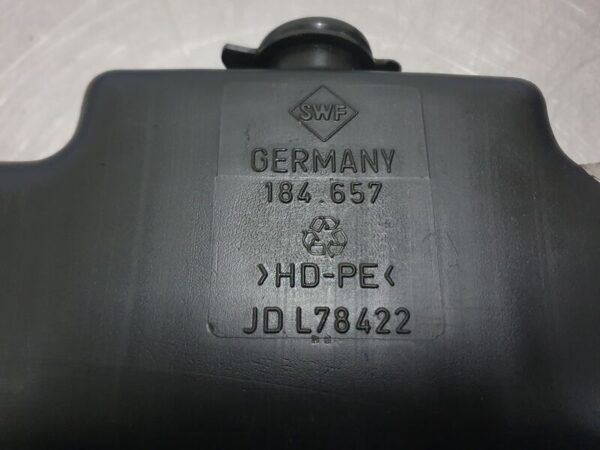 SWF
GERMANY
184.657
>HD-PE<
JD L78422